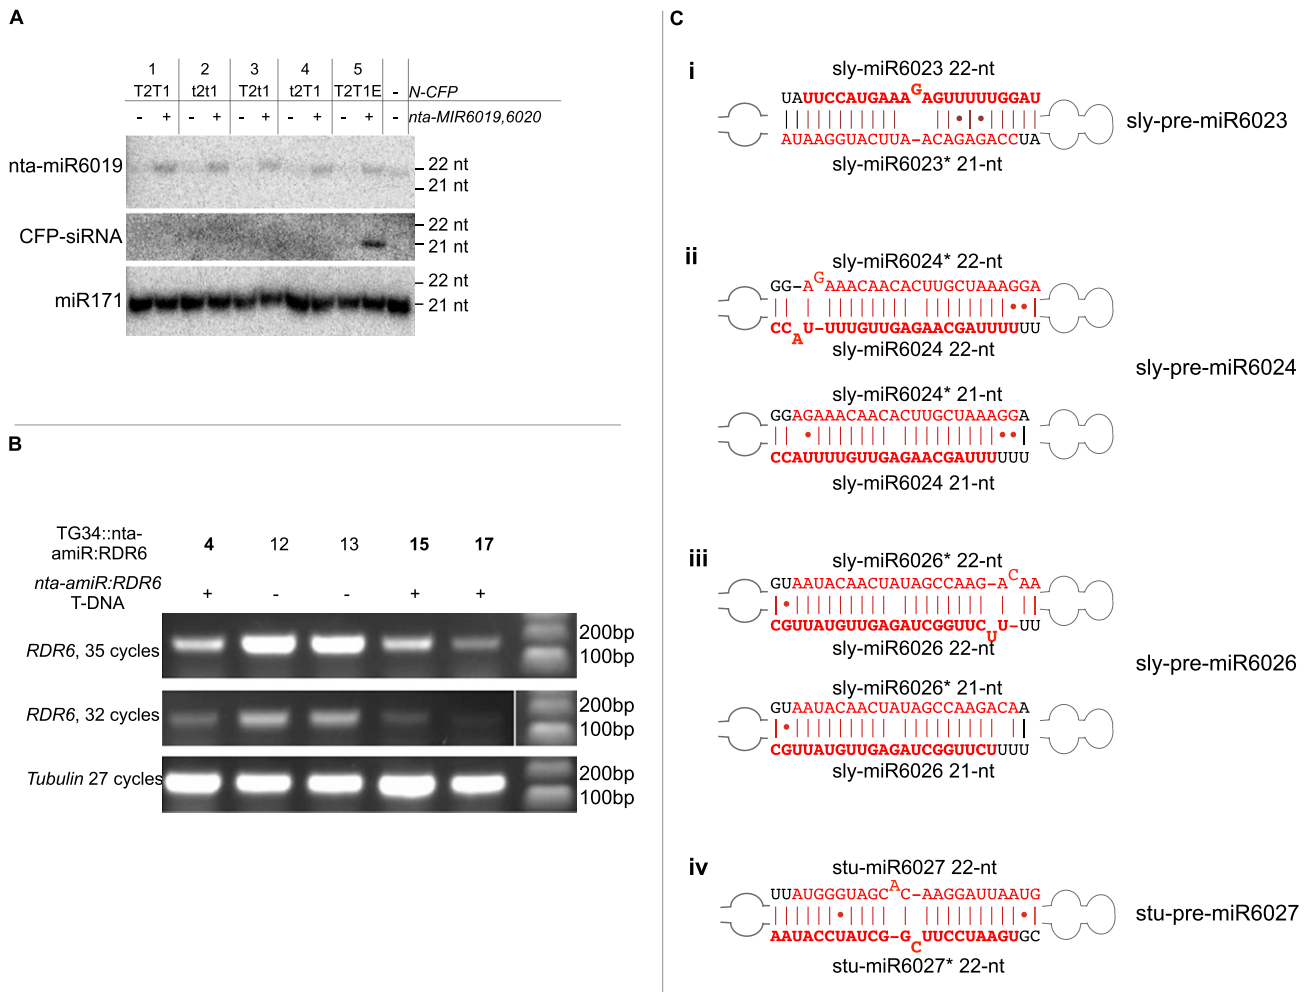 A
1 2 3 4 5
T2T1 t2t1 T2t1 t2T1 T2T1E - N-CFP
- + - + - + - + - + - nta-MIR6019,6020
nta-miR6019
22 nt
21 nt
CFP-siRNA
22 nt
21 nt
miR171
22 nt
21 nt
B
TG34::nta-
amiR:RDR6
4 12 13 15 17
nta-amiR:RDR6
T-DNA
+ - - + +
RDR6, 35 cycles
200bp
100bp
RDR6, 32 cycles
200bp
100bp
Tubulin 27 cycles
200bp
100bp
C
i
sly-miR6023 22-nt
UAUUCCAUGAAAGAGUUUUUGGAU
AUAAGGUACUUA-ACAGAGACCUA
sly-miR6023* 21-nt
sly-pre-miR6023
ii
sly-miR6024* 22-nt
GG-AGAAACAACACUUGCUAAAGGA
CCAU-UUUGUUGAGAACGAUUUUUU
sly-miR6024 22-nt
sly-miR6024* 21-nt
GGAGAAACAACACUUGCUAAAGGA
CCAUUUUGUUGAGAACGAUUUUUU
sly-miR6024 21-nt
sly-pre-miR6024
iii
sly-miR6026* 22-nt
GUAAUACAACUAUAGCCAAG-ACAA
CGUUAUGUUGAGAUCGGUUCUU-UU
sly-miR6026 22-nt
sly-miR6026* 21-nt
GUAAUACAACUAUAGCCAAGACAA
CGUUAUGUUGAGAUCGGUUCUUUU
sly-miR6026 21-nt
sly-pre-miR6026
iv
stu-miR6027 22-nt
UUAUGGGUAGCAC-AAGGAUUAAUG
AAUACCUAUCG-GCUUCCUAAGUGC
stu-miR6027* 22-nt
stu-pre-miR6027